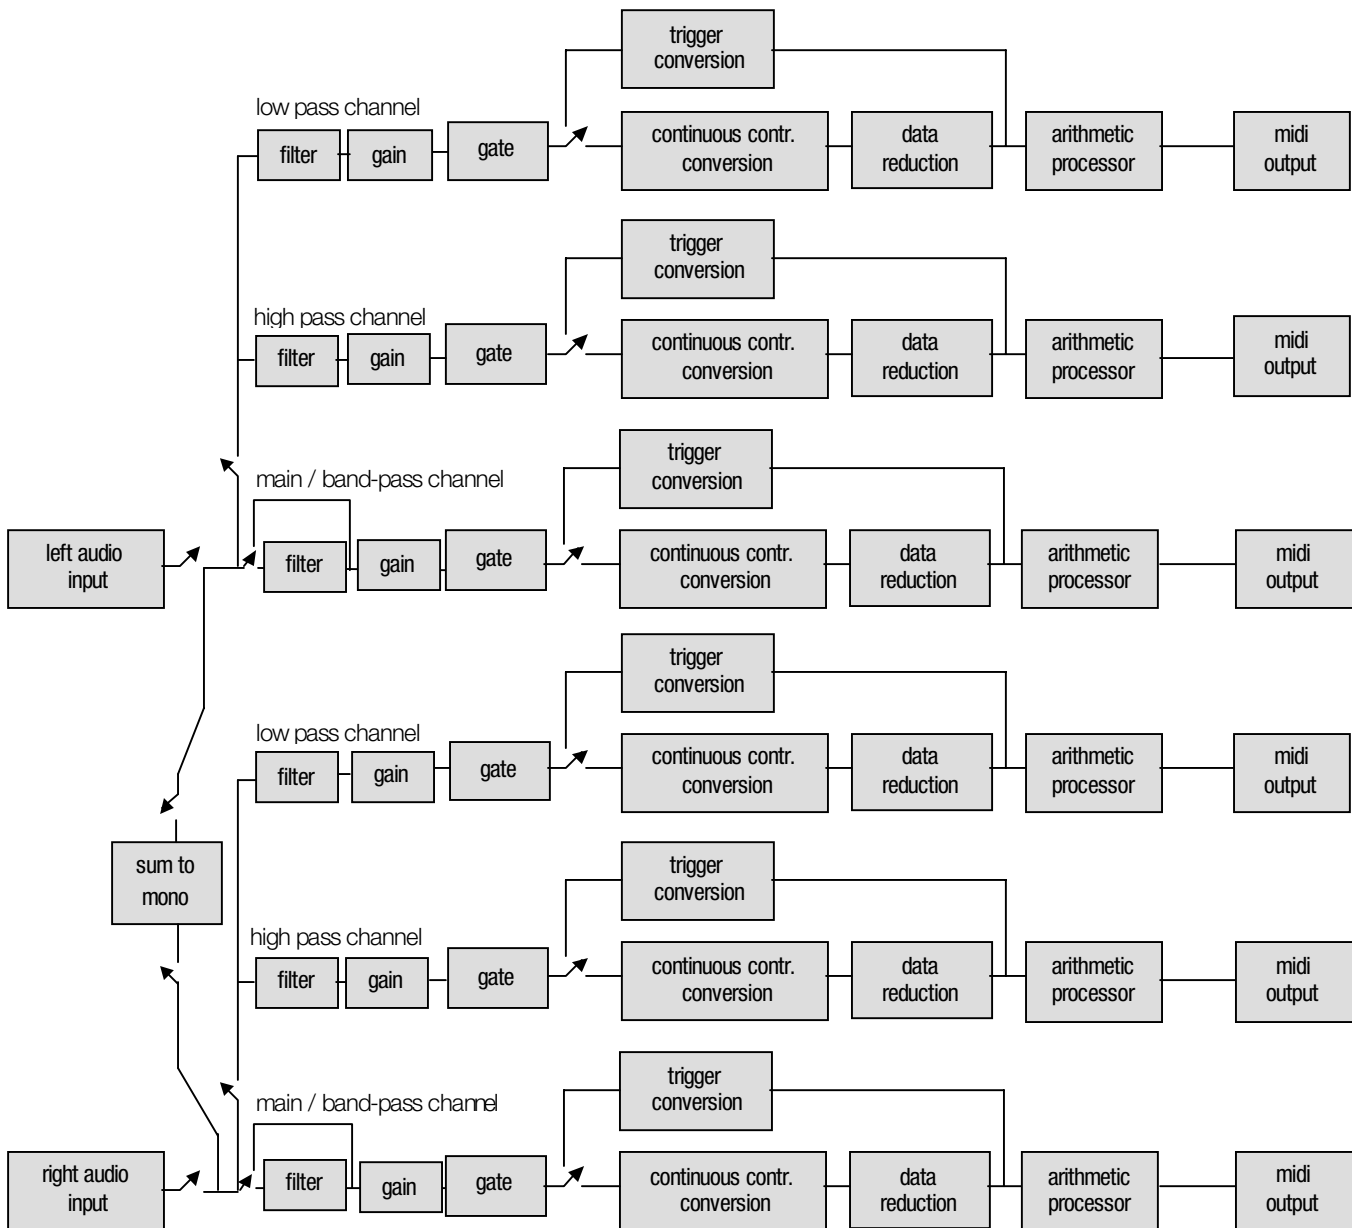 trigger
conversion
low pass channel
filter
gain
gate
continuous contr.
conversion
data
reduction
arithmetic
processor
midi
output
trigger
conversion
high pass channel
filter
gain
gate
continuous contr.
conversion
data
reduction
arithmetic
processor
midi
output
trigger
conversion
main / band-pass channel
left audio
input
filter
gain
gate
continuous contr.
conversion
data
reduction
arithmetic
processor
midi
output
trigger
conversion
low pass channel
filter
gain
gate
continuous contr.
conversion
data
reduction
arithmetic
processor
midi
output
sum to
mono
trigger
conversion
high pass channel
filter
gain
gate
continuous contr.
conversion
data
reduction
arithmetic
processor
midi
output
trigger
conversion
main / band-pass channel
right audio
input
filter
gain
gate
continuous contr.
conversion
data
reduction
arithmetic
processor
midi
output